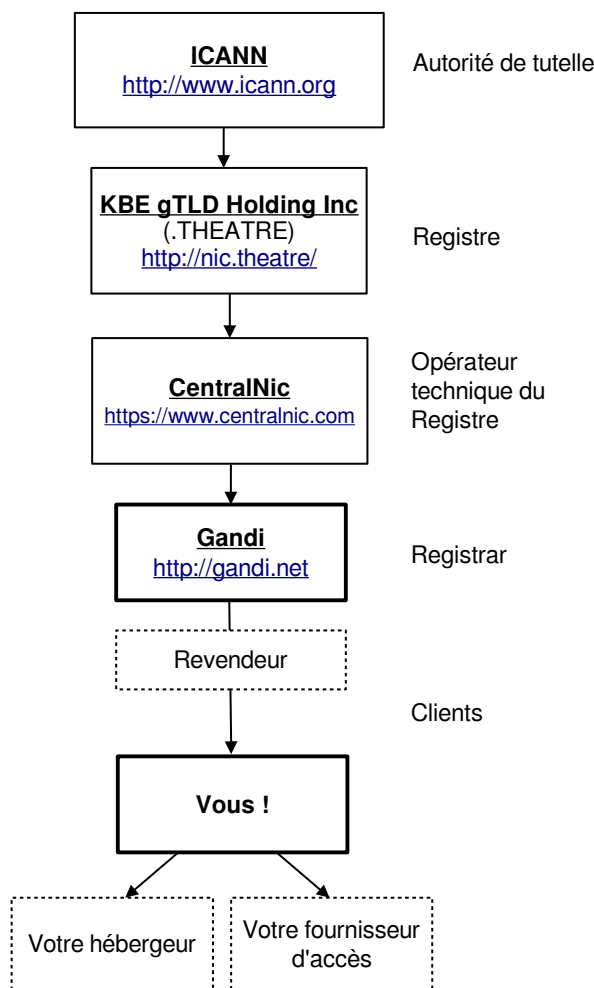 ICANN
http://www.icann.org
Autorité de tutelle
KBE gTLD Holding Inc
(.THEATRE)
http://nic.theatre/
Registre
CentralNic
https://www.centralnic.com
Opérateur
technique du
Registre
Gandi
http://gandi.net
Registrar
Revendeur
Clients
Vous !
Votre hébergeur
Votre fournisseur
d'accès